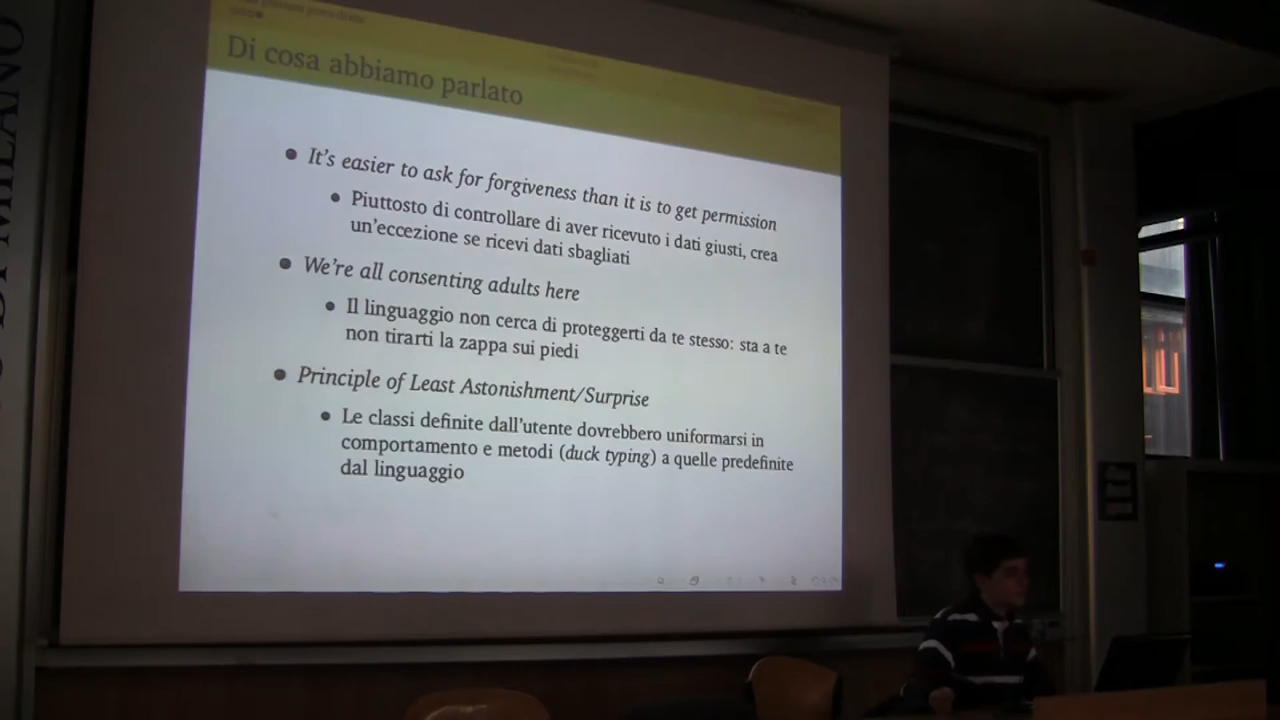 DI MILANO
Di cosa abbiamo parlato
It's easier to ask for forgiveness than it is to get permission
Piuttosto di controllare di aver ricevuto i dati giusti, crea
un'eccezione se ricevi dati sbagliati
We're all consenting adults here
Il linguaggio non cerca di proteggerti da te stesso: sta a te
non tirarti la zappa sui piedi
Principle of Least Astonishment/Surprise
Le classi definite dall'utente dovrebbero uniformarsi in
comportamento e metodi (duck typing) a quelle predefinite
dal linguaggio